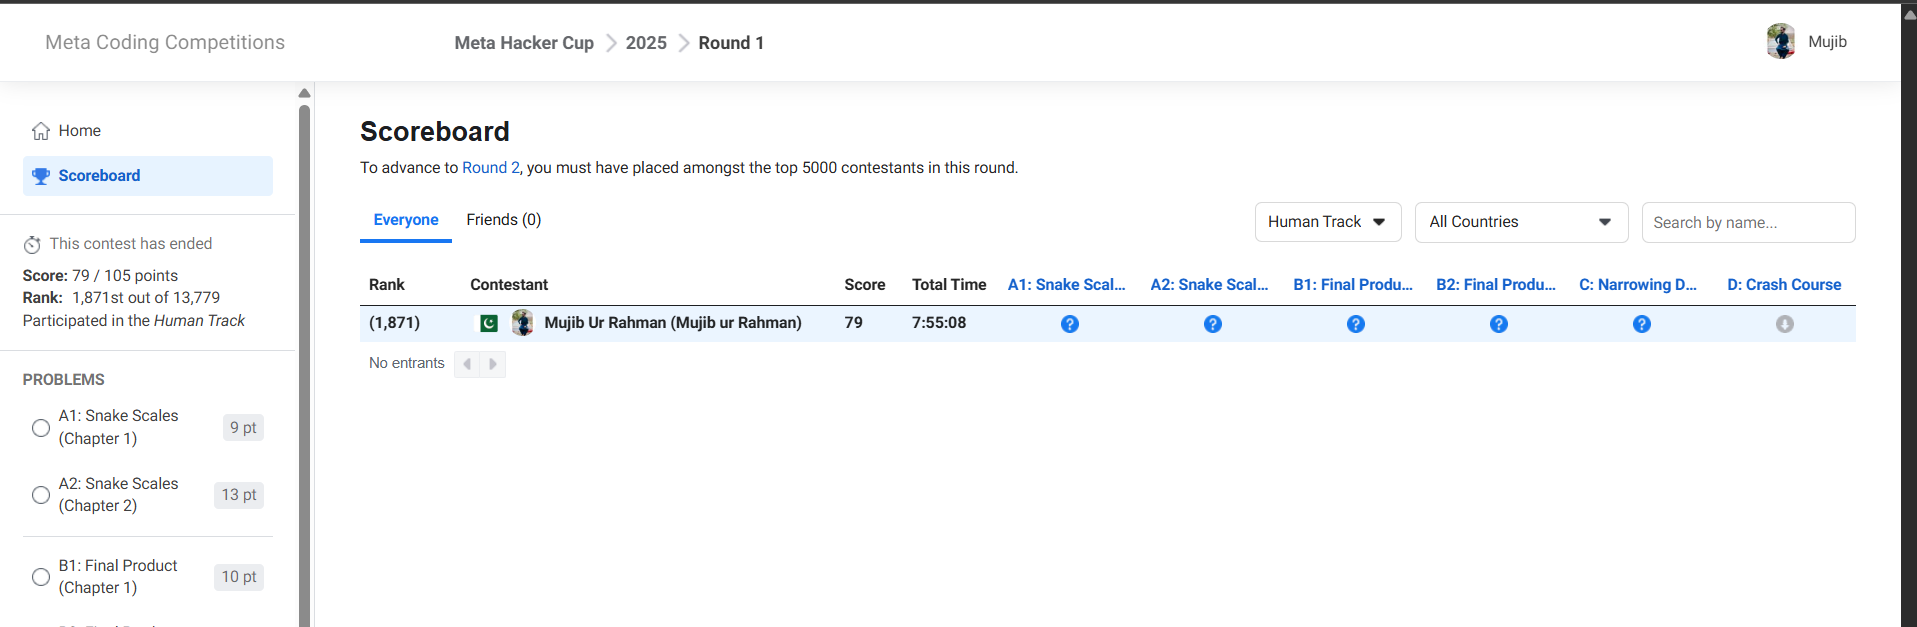 Meta Coding Competitions
Meta Hacker Cup
2025
Round 1
Mujib
Home
Scoreboard
This contest has ended
Score: 79 / 105 points
Rank: 1,871st out of 13,779
Participated in the Human Track
PROBLEMS
A1: Snake Scales
(Chapter 1)
9 pt
A2: Snake Scales
(Chapter 2)
13 pt
B1: Final Product
(Chapter 1)
10 pt
Scoreboard
To advance to Round 2, you must have placed amongst the top 5000 contestants in this round.
Everyone
Friends (0)
Human Track
All Countries
Search by name...
Rank Contestant Score Total Time A1: Snake Scal... A2: Snake Scal... B1: Final Produ... B2: Final Produ... C: Narrowing D... D: Crash Course
(1,871) Mujib Ur Rahman (Mujib ur Rahman) 79 7:55:08 ? ? ? ? ?
No entrants